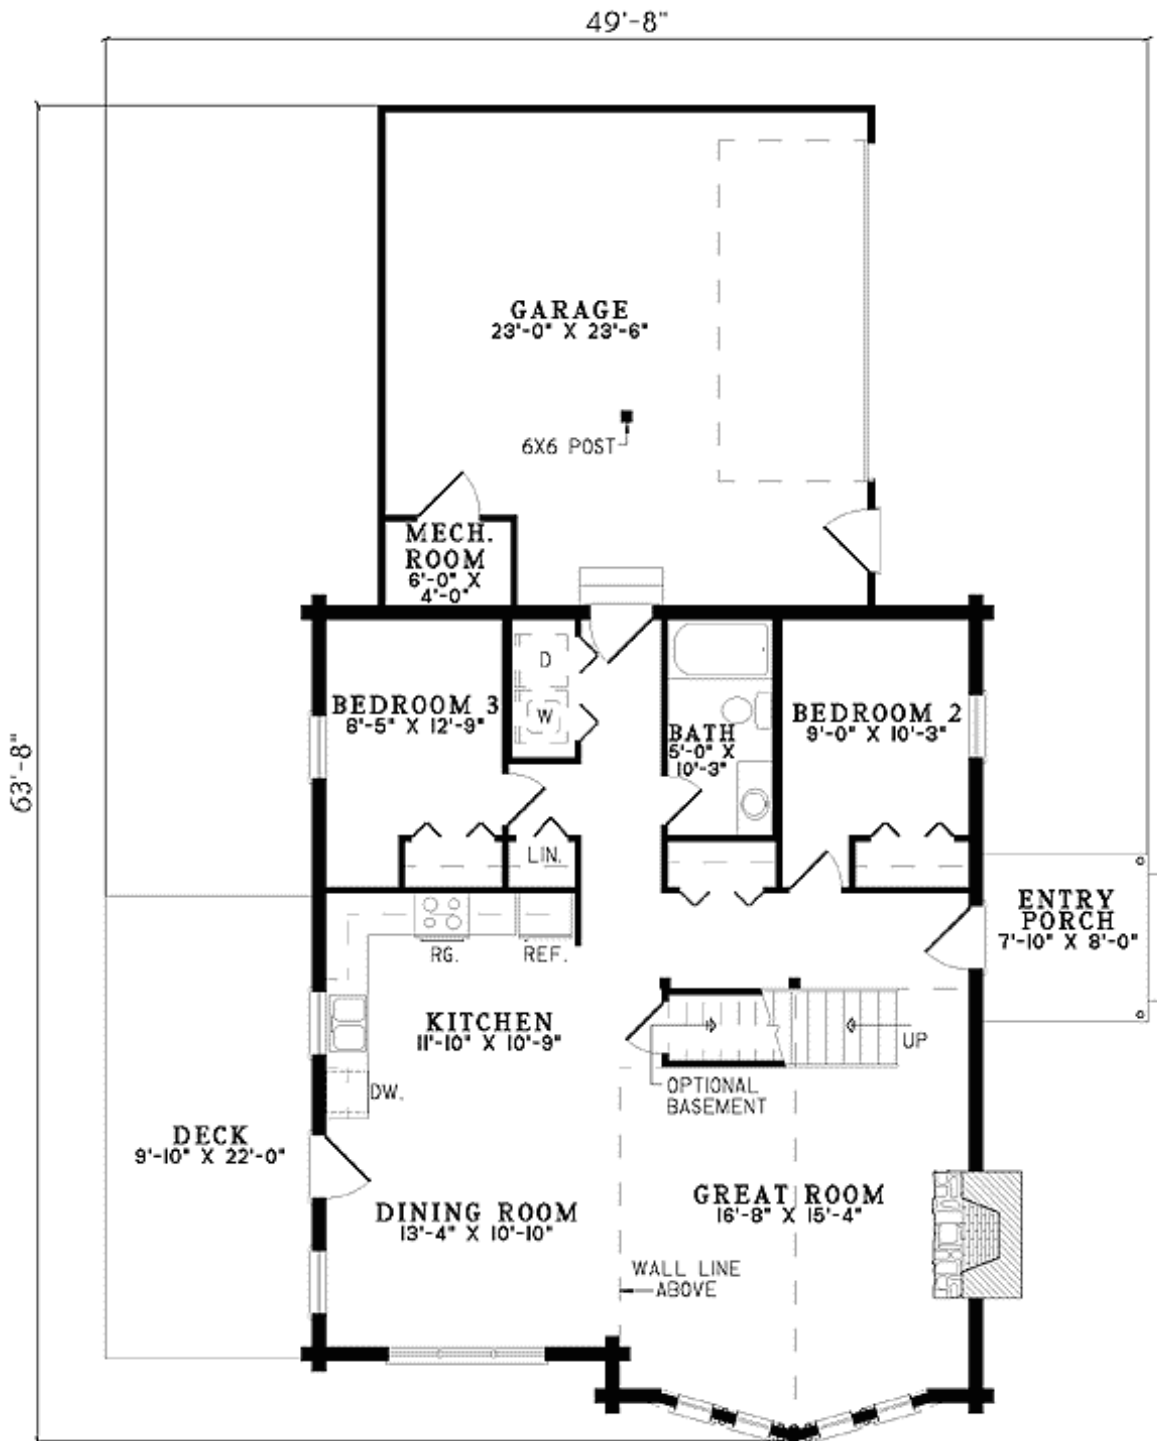 49'-8"
63'-8"
GARAGE
23'-0" X 23'-6"
6X6 POST
MECH.
ROOM
6'-0" X
4'-0"
BEDROOM 3
8'-5" X 12'-9"
D
W
BATH
5'-0" X
10'-3"
BEDROOM 2
9'-0" X 10'-3"
LIN.
RG.
REF.
ENTRY
PORCH
7'-10" X 8'-0"
KITCHEN
11'-10" X 10'-9"
UP
DW.
OPTIONAL
BASEMENT
DECK
9'-10" X 22'-0"
DINING ROOM
13'-4" X 10'-10"
GREAT ROOM
16'-8" X 15'-4"
WALL LINE
ABOVE